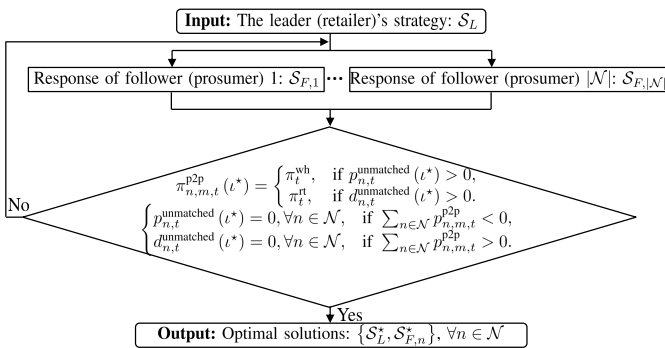 Input: The leader (retailer)'s strategy: 𝒮_L
Response of follower (prosumer) 1: 𝒮_{F,1} ··· Response of follower (prosumer) |𝒩|: 𝒮_{F,|𝒩|}
π^{p2p}_{n,m,t} (ι^⋆) = { π^{wh}_t, if p^{unmatched}_{n,t} (ι^⋆) > 0,
π^{rt}_t, if d^{unmatched}_{n,t} (ι^⋆) > 0.
No
{ p^{unmatched}_{n,t} (ι^⋆) = 0, ∀n ∈ 𝒩, if ∑_{n∈𝒩} p^{p2p}_{n,m,t} < 0,
d^{unmatched}_{n,t} (ι^⋆) = 0, ∀n ∈ 𝒩, if ∑_{n∈𝒩} p^{p2p}_{n,m,t} > 0.
Yes
Output: Optimal solutions: {𝒮^⋆_L, 𝒮^⋆_{F,n}}, ∀n ∈ 𝒩